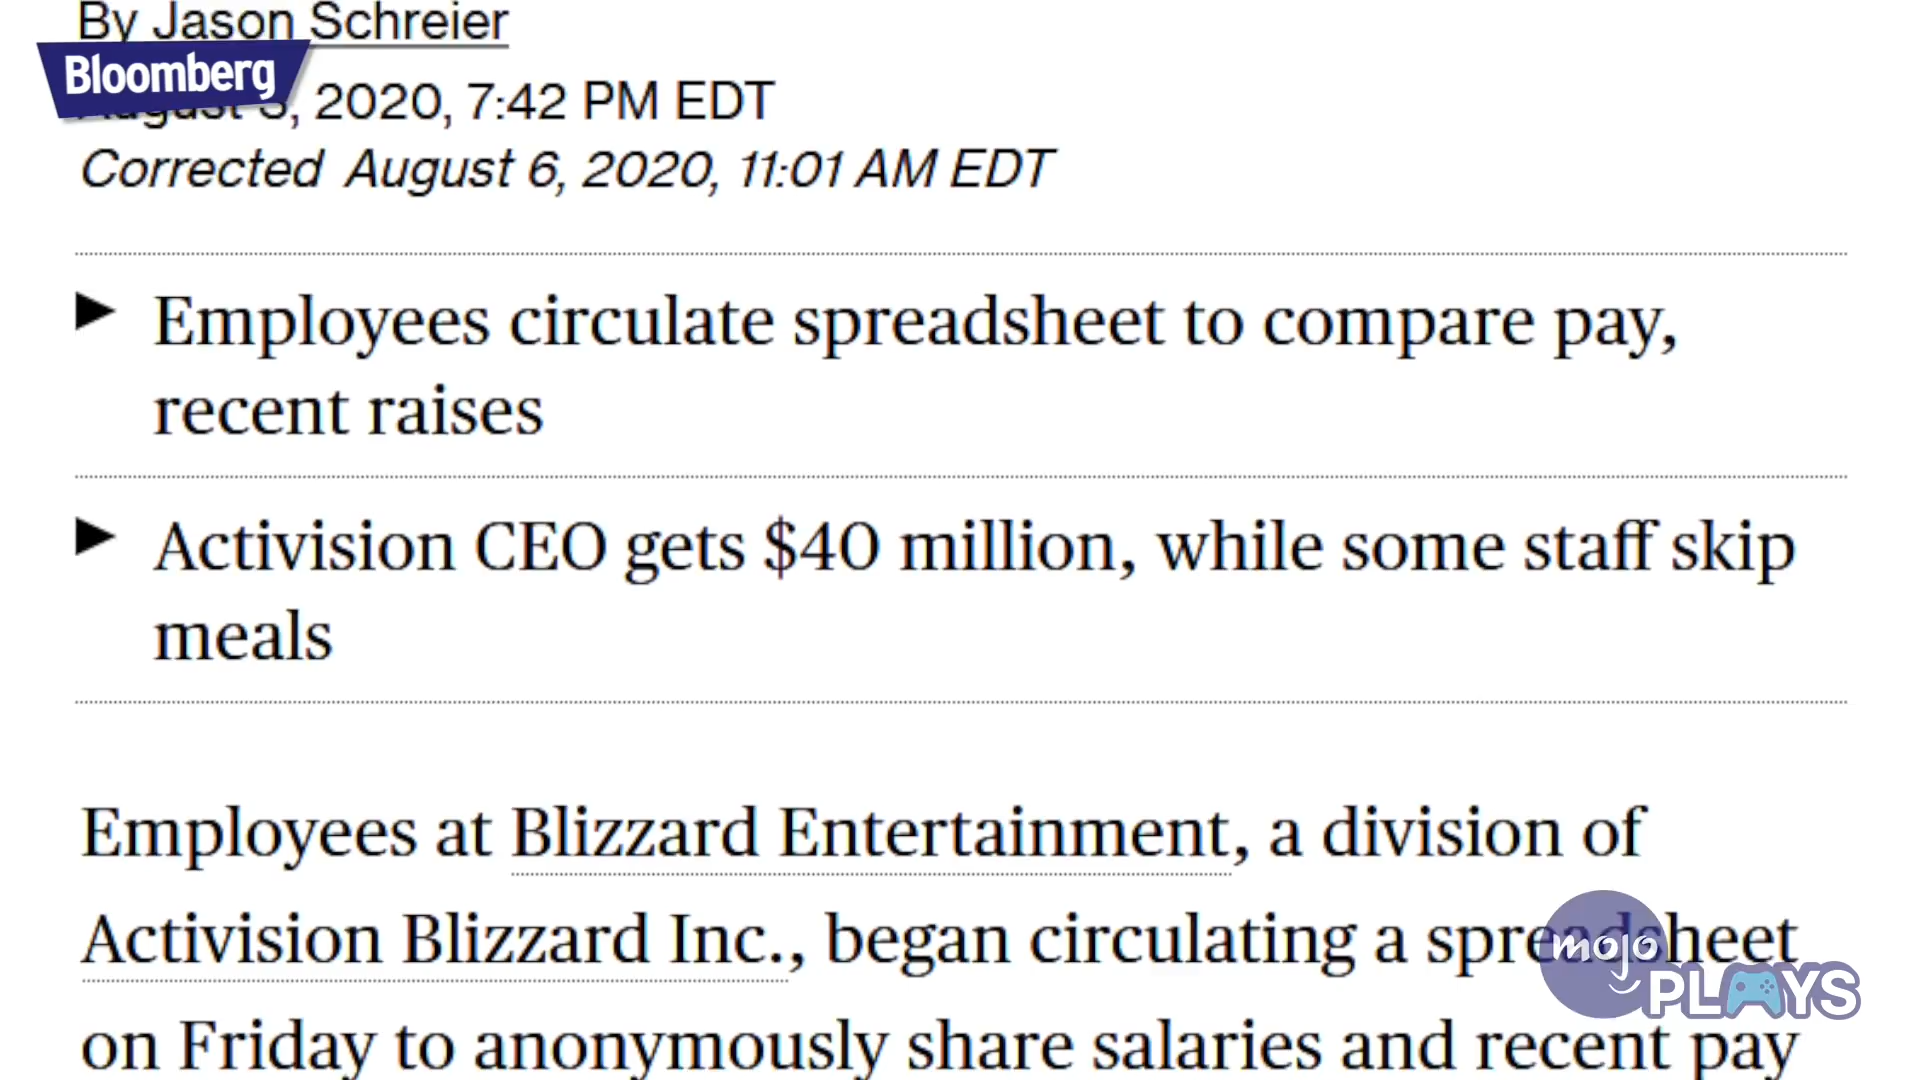 By Jason Schreier
Bloomberg
August 3, 2020, 7:42 PM EDT
Corrected August 6, 2020, 11:01 AM EDT
Employees circulate spreadsheet to compare pay,
recent raises
Activision CEO gets $40 million, while some staff skip
meals
Employees at Blizzard Entertainment, a division of
Activision Blizzard Inc., began circulating a spreadsheet
on Friday to anonymously share salaries and recent pay
mojo
PLAYS